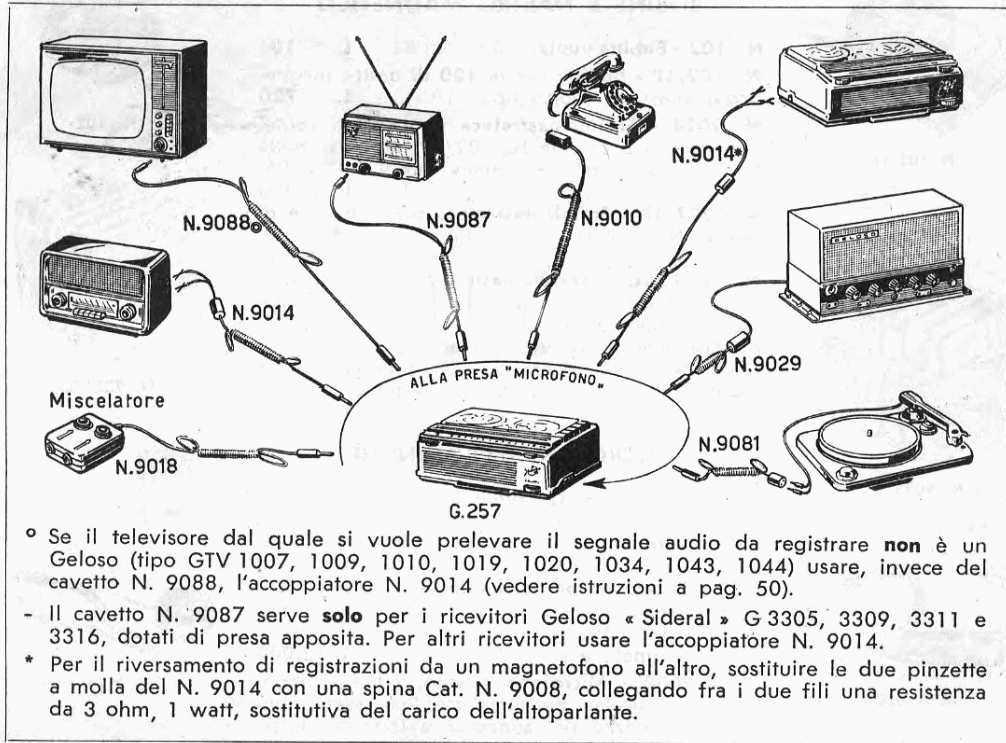 N.9088°
N.9087
N.9010
N.9014*
N.9014
GELOSO
N.9029
ALLA PRESA "MICROFONO„
Miscelatore
N.9018
N.9081
G.257
° Se il televisore dal quale si vuole prelevare il segnale audio da registrare non è un
Geloso (tipo GTV 1007, 1009, 1010, 1019, 1020, 1034, 1043, 1044) usare, invece del
cavetto N. 9088, l'accoppiatore N. 9014 (vedere istruzioni a pag. 50).
- Il cavetto N. 9087 serve solo per i ricevitori Geloso « Sideral » G 3305, 3309, 3311 e
3316, dotati di presa apposita. Per altri ricevitori usare l'accoppiatore N. 9014.
* Per il riversamento di registrazioni da un magnetofono all'altro, sostituire le due pinzette
a molla del N. 9014 con una spina Cat. N. 9008, collegando fra i due fili una resistenza
da 3 ohm, 1 watt, sostitutiva del carico dell'altoparlante.